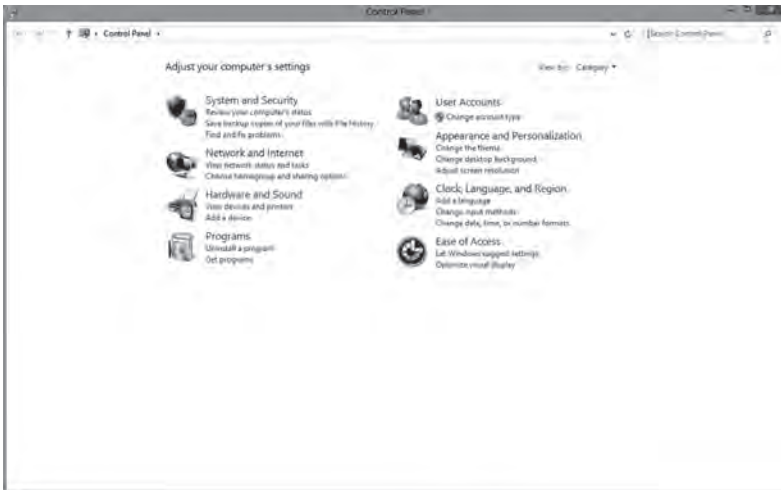 Control Panel
Control Panel
Search Control Panel
Adjust your computer's settings
View by: Category
System and Security
Review your computer's status
Save backup copies of your files with File History
Find and fix problems
Network and Internet
View network status and tasks
Choose homegroup and sharing options
Hardware and Sound
View devices and printers
Add a device
Programs
Uninstall a program
Get programs
User Accounts
Change account type
Appearance and Personalization
Change the theme
Change desktop background
Adjust screen resolution
Clock, Language, and Region
Add a language
Change input methods
Change date, time, or number formats
Ease of Access
Let Windows suggest settings
Optimize visual display